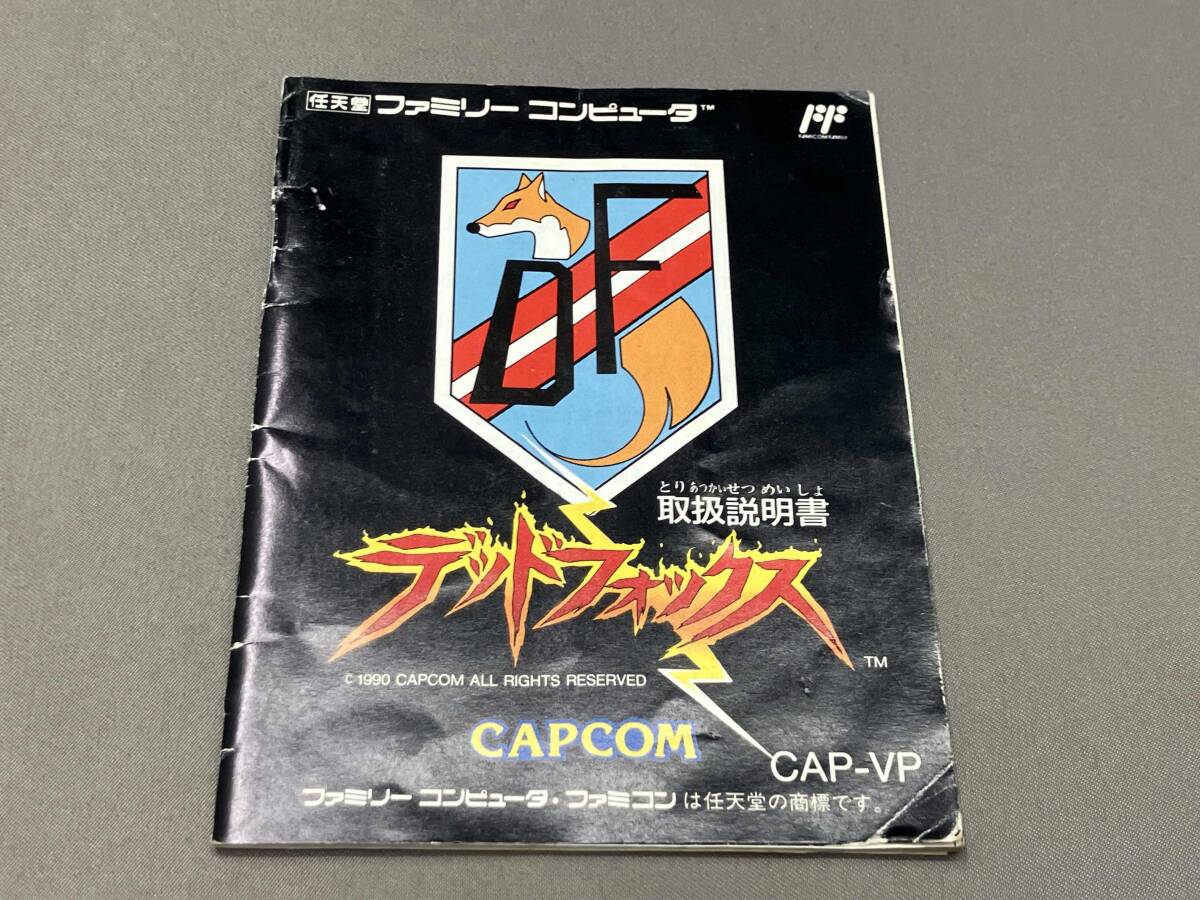 任天堂 ファミリー コンピュータ™
FAMICOM FAMILY
DF
とりあつかいせつめいしょ
取扱説明書
デッドフォックス
TM
© 1990 CAPCOM ALL RIGHTS RESERVED
CAPCOM
CAP-VP
ファミリー コンピュータ・ファミコン は任天堂の商標です。